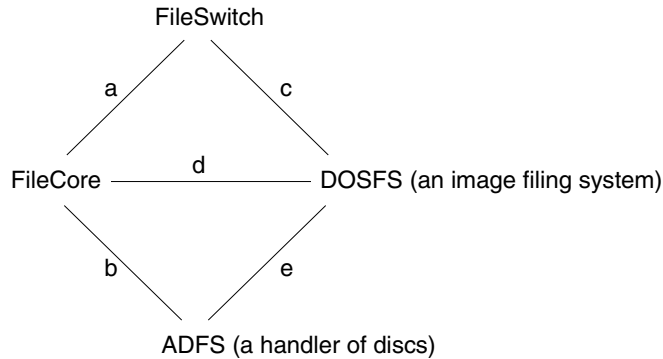 FileSwitch
a
c
FileCore
d
DOSFS (an image filing system)
b
e
ADFS (a handler of discs)